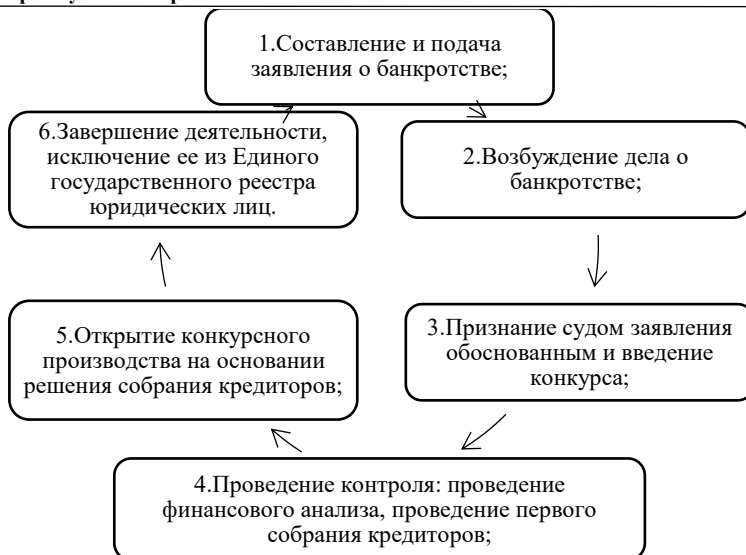 1.Составление и подача
заявления о банкротстве;
2.Возбуждение дела о
банкротстве;
3.Признание судом заявления
обоснованным и введение
конкурса;
4.Проведение контроля: проведение
финансового анализа, проведение первого
собрания кредиторов;
5.Открытие конкурсного
производства на основании
решения собрания кредиторов;
6.Завершение деятельности,
исключение ее из Единого
государственного реестра
юридических лиц.